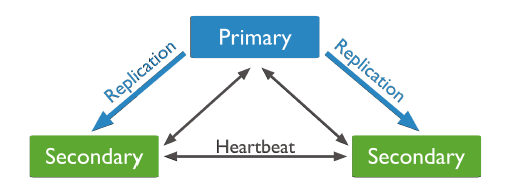 Primary
Replication
Replication
Heartbeat
Secondary
Secondary